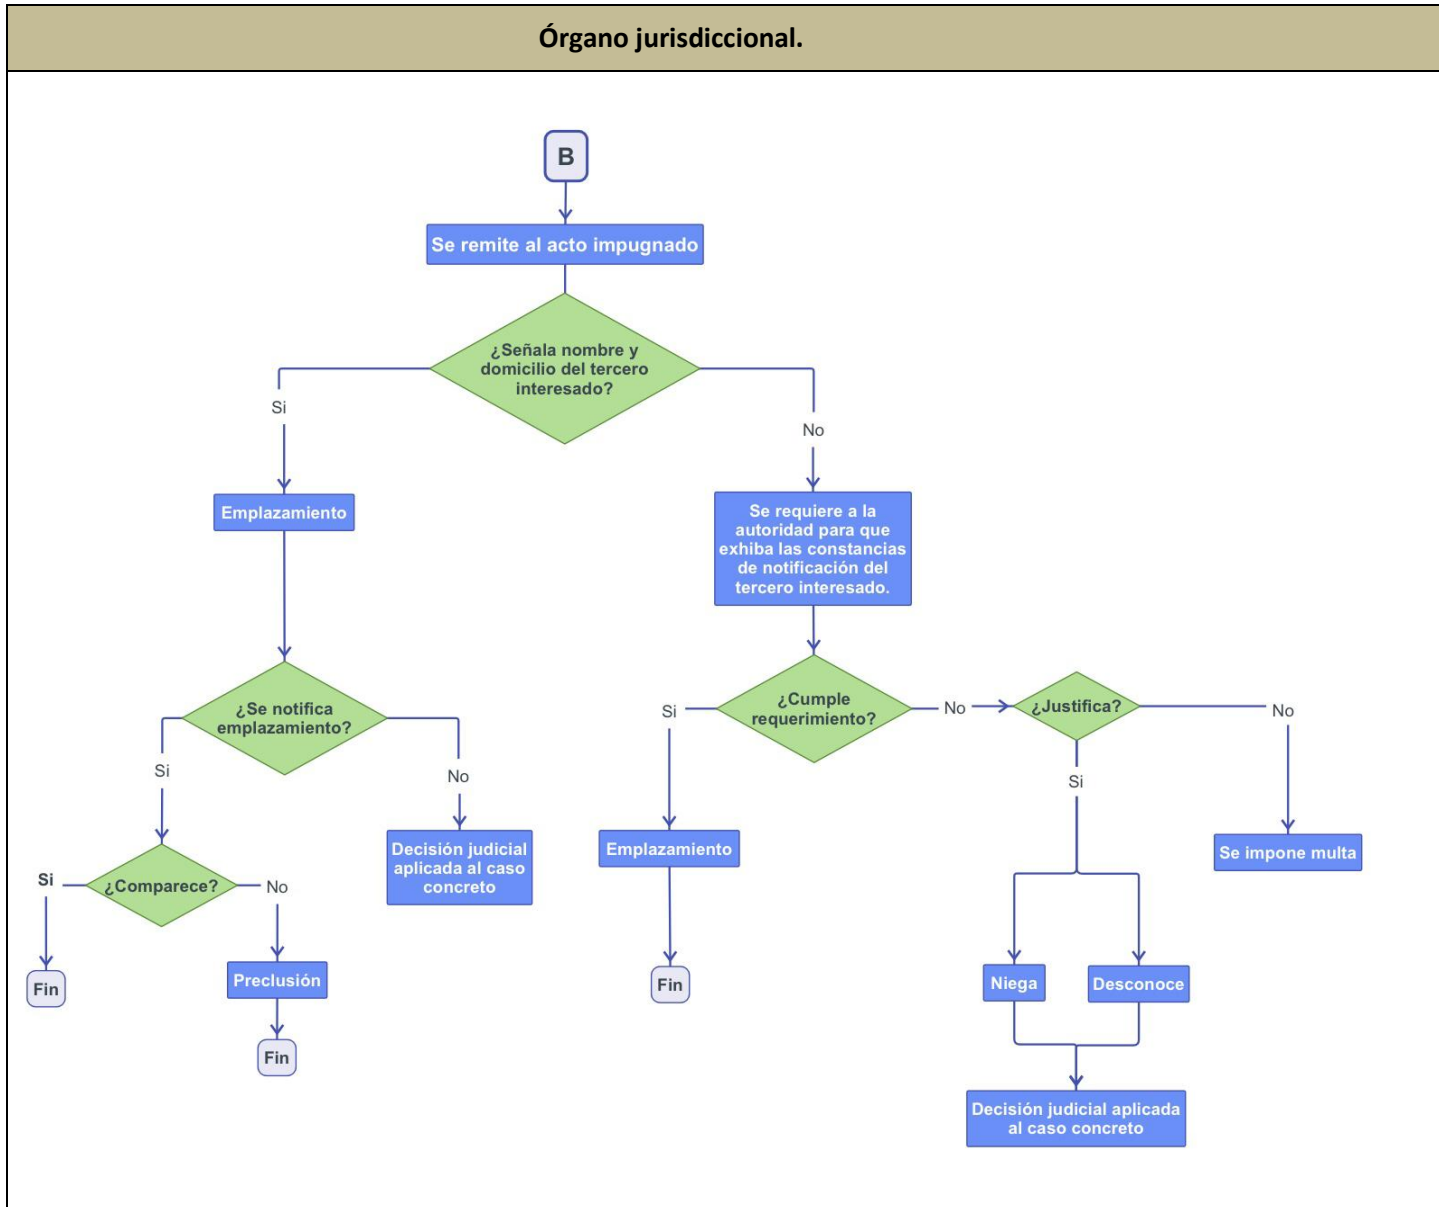 Órgano jurisdiccional.
B
Se remite al acto impugnado
¿Señala nombre y
domicilio del tercero
interesado?
Si
No
Emplazamiento
Se requiere a la
autoridad para que
exhiba las constancias
de notificación del
tercero interesado.
¿Se notifica
emplazamiento?
Si
No
¿Cumple
requerimiento?
Si
No
¿Justifica?
No
Si
Decisión judicial
aplicada al caso
concreto
Emplazamiento
Se impone multa
¿Comparece?
Si
No
Fin
Preclusión
Fin
Fin
Niega
Desconoce
Decisión judicial aplicada
al caso concreto